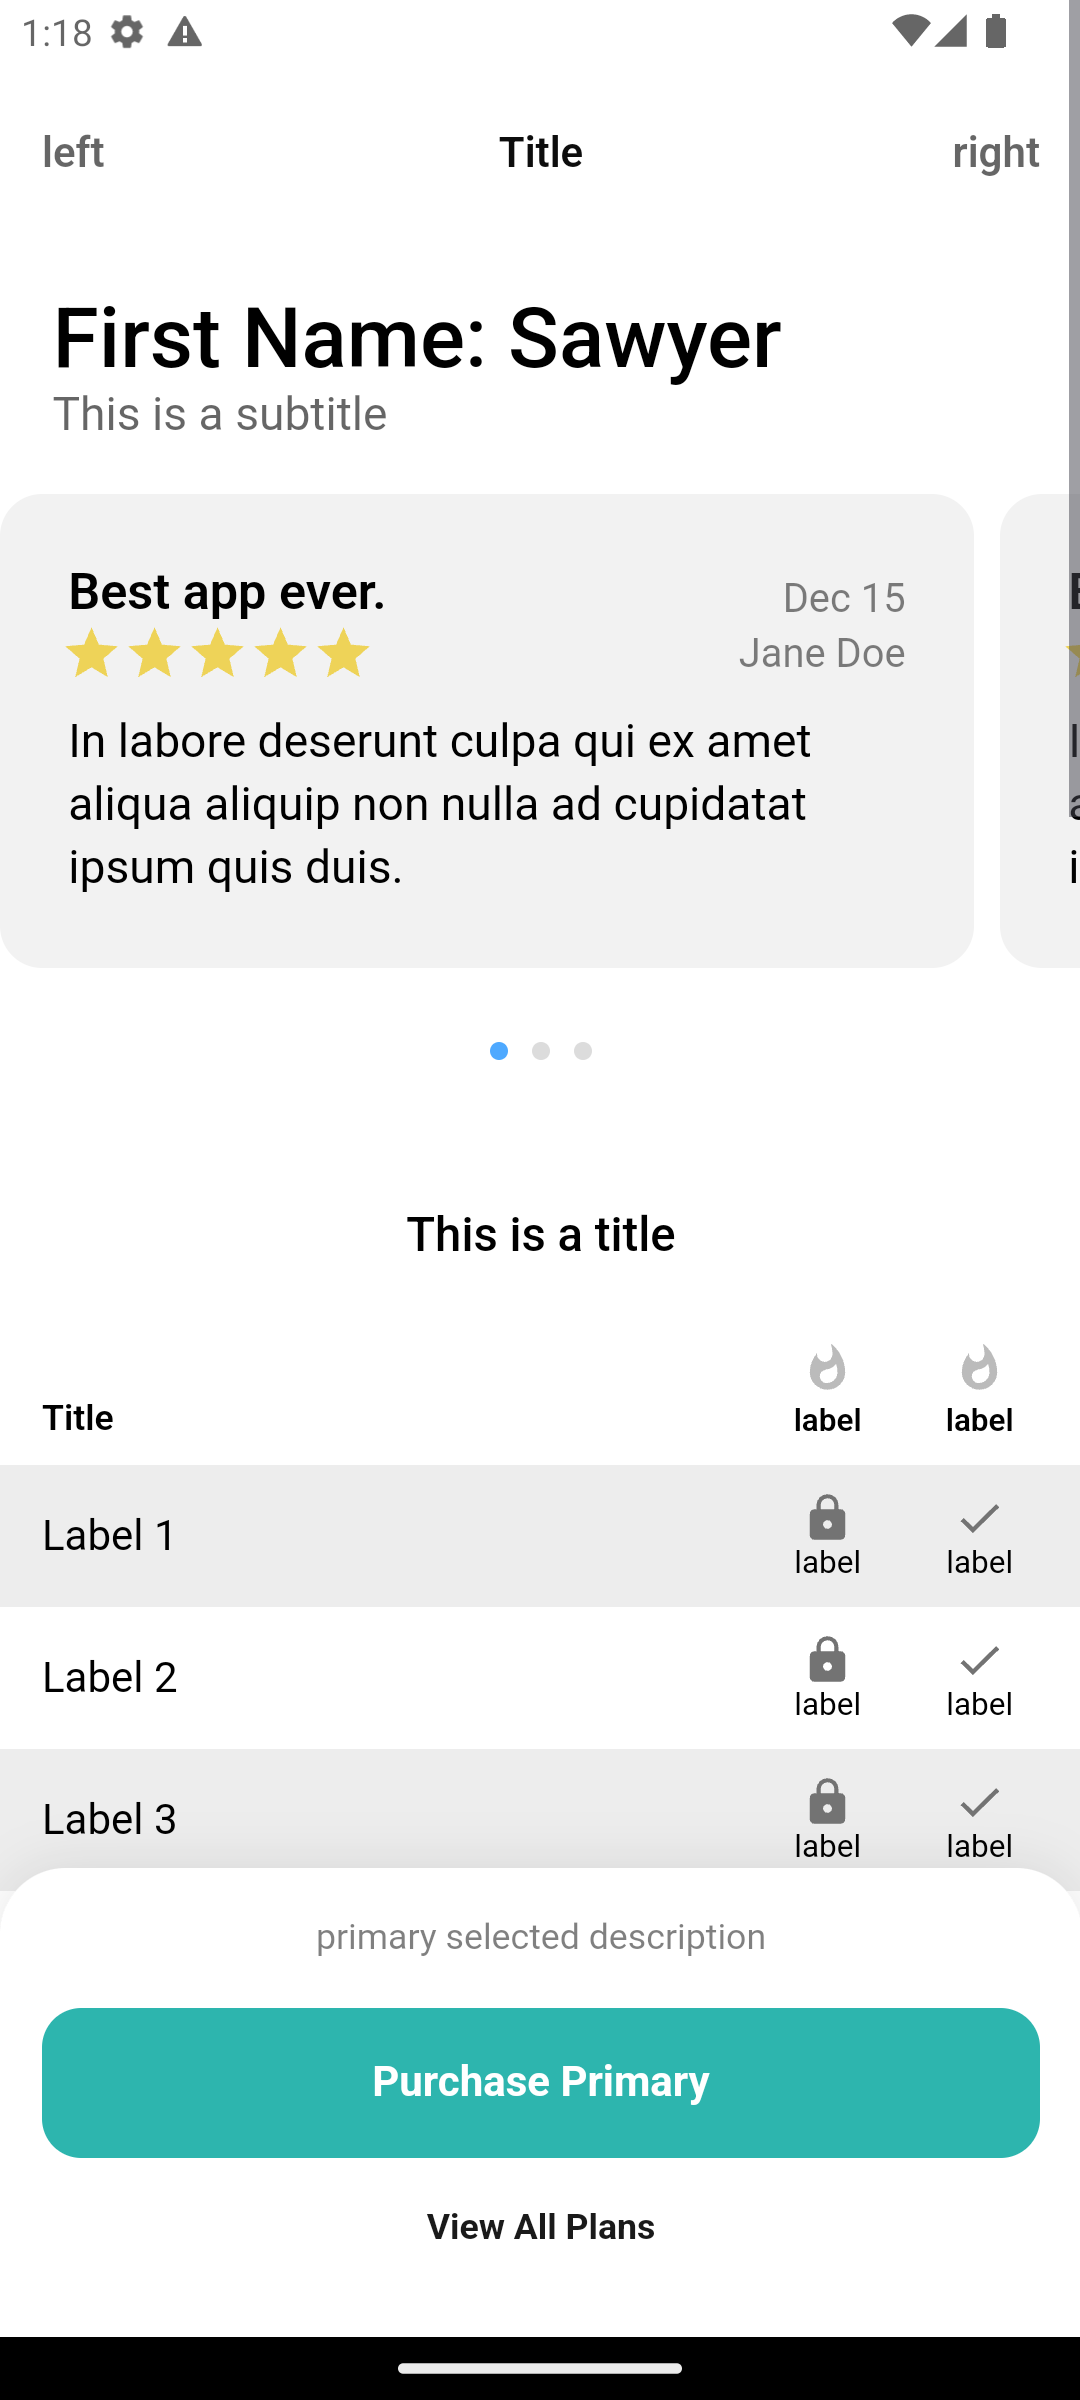 1:18
left Title right
First Name: Sawyer
This is a subtitle
Best app ever.
Dec 15
Jane Doe
In labore deserunt culpa qui ex amet
aliqua aliquip non nulla ad cupidatat
ipsum quis duis.
This is a title
Title label label
Label 1 label label
Label 2 label label
Label 3 label label
primary selected description
Purchase Primary
View All Plans